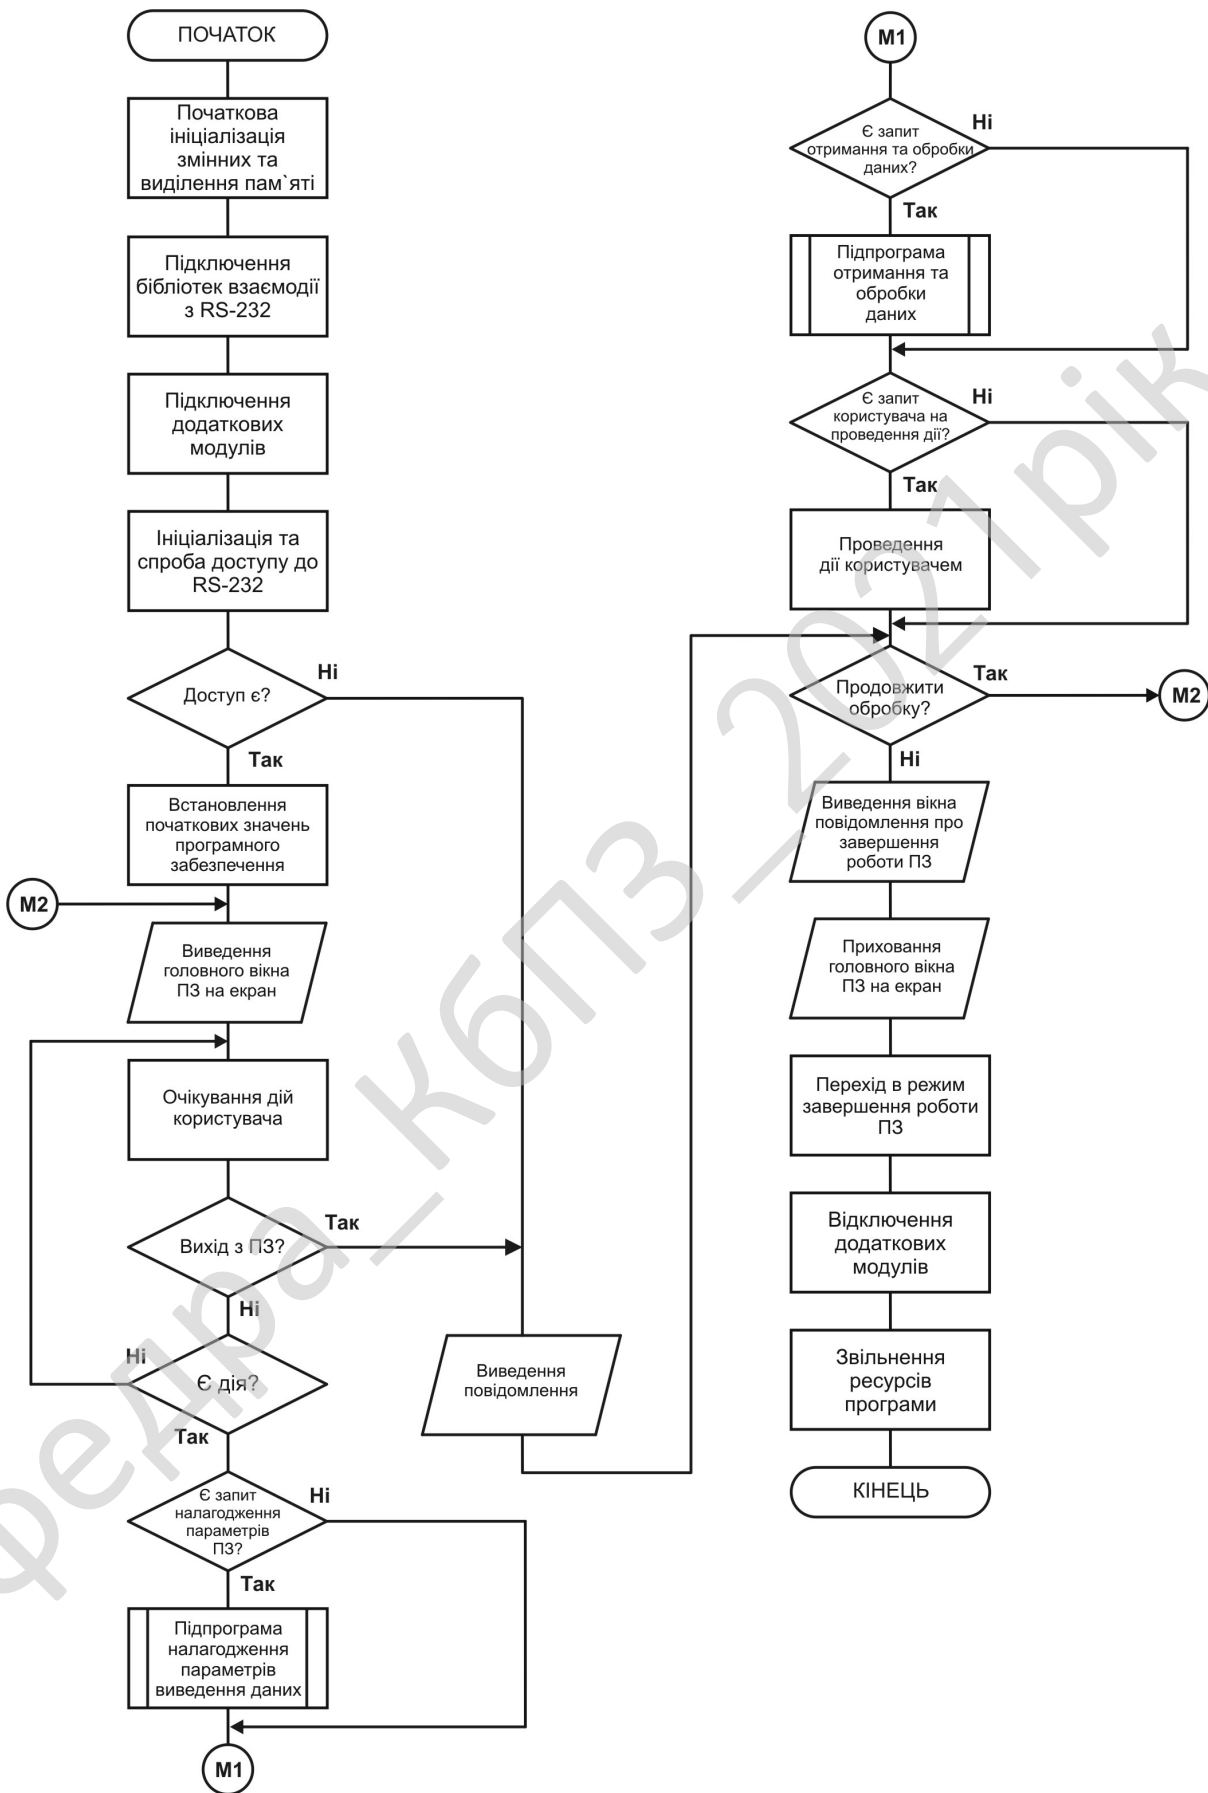 ПОЧАТОК
Початкова
ініціалізація
змінних та
виділення пам`яті
Підключення
бібліотек взаємодії
з RS-232
Підключення
додаткових
модулів
Ініціалізація та
спроба доступу до
RS-232
Доступ є?
Ні
Так
Встановлення
початкових значень
програмного
забезпечення
М2
Виведення
головного вікна
ПЗ на екран
Очікування дій
користувача
Вихід з ПЗ?
Так
Ні
Є дія?
Ні
Так
Є запит
налагодження
параметрів
ПЗ?
Ні
Так
Підпрограма
налагодження
параметрів
виведення даних
М1
Виведення
повідомлення
М1
Є запит
отримання та обробки
даних?
Ні
Так
Підпрограма
отримання та
обробки
даних
Є запит
користувача на
проведення дії?
Ні
Так
Проведення
дії користувачем
Продовжити
обробку?
Так
М2
Ні
Виведення вікна
повідомлення про
завершення
роботи ПЗ
Приховання
головного вікна
ПЗ на екран
Перехід в режим
завершення роботи
ПЗ
Відключення
додаткових
модулів
Звільнення
ресурсів
програми
КІНЕЦЬ
федра_КбПЗ_2021рік